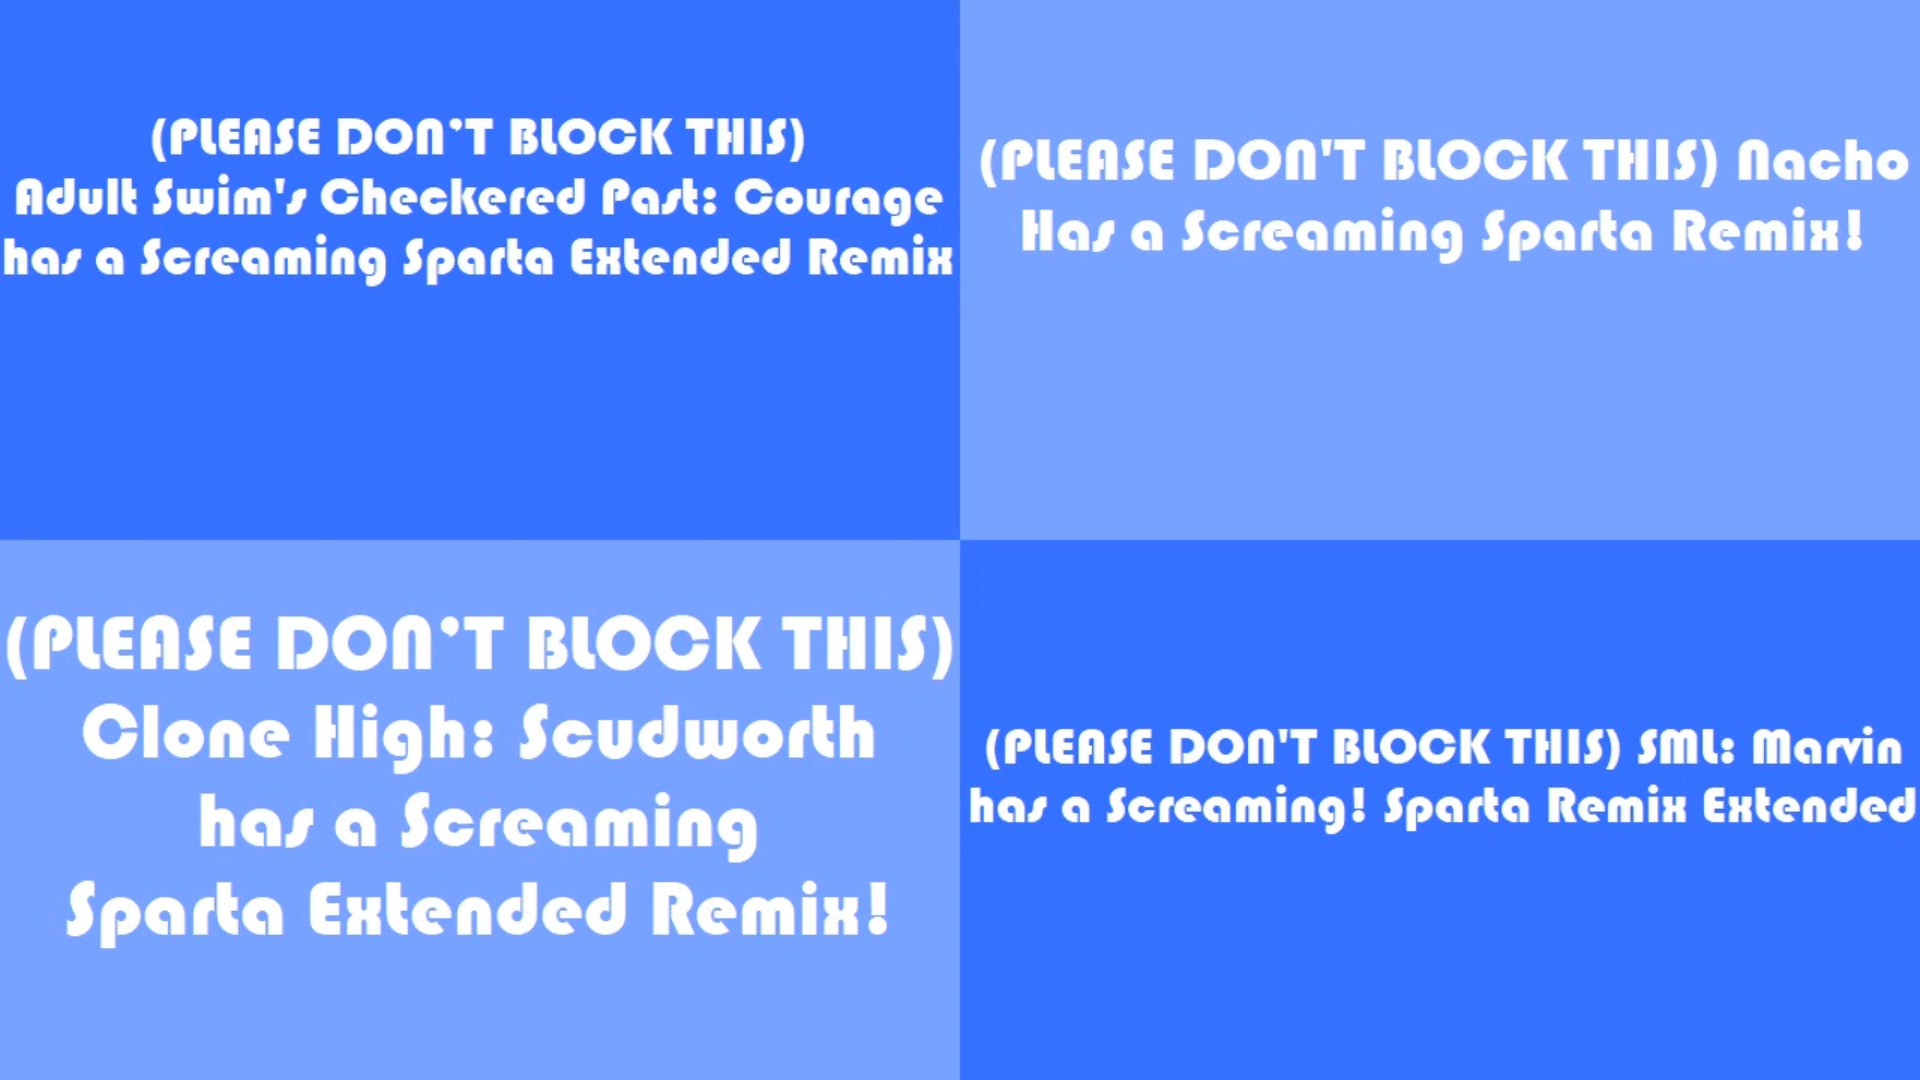 (PLEASE DON’T BLOCK THIS)
Adult Swim's Checkered Past: Courage
has a Screaming Sparta Extended Remix
(PLEASE DON'T BLOCK THIS) Nacho
Has a Screaming Sparta Remix!
(PLEASE DON’T BLOCK THIS)
Clone High: Scudworth
has a Screaming
Sparta Extended Remix!
(PLEASE DON'T BLOCK THIS) SML: Marvin
has a Screaming! Sparta Remix Extended